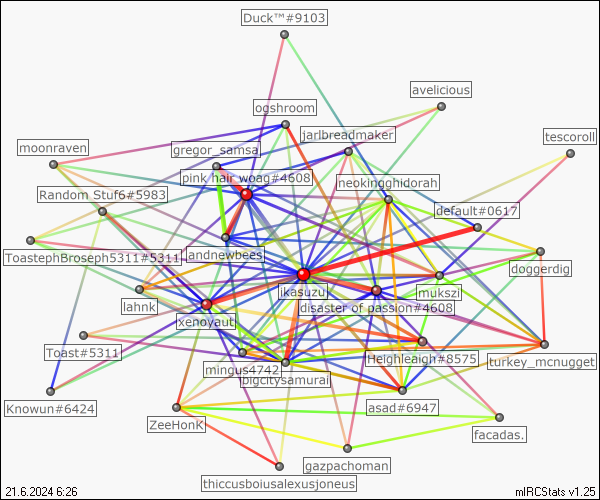 Duck™#9103
avelicious
ogshroom
jarlbreadmaker
tescoroll
moonraven
gregor_samsa
pink hair woag#4608
neokingghidorah
Random Stuf6#5983
default#0617
ToastephBroseph5311#5311
andnewbees
doggerdig
ikasuzu
mukszi
lahnk
disaster of passion#4608
xenoyautj
Toast#5311
Heighleaigh#8575
turkey_mcnugget
mingus4742
bigcitysamurai
Knowun#6424
asad#6947
ZeeHonK
facadas.
gazpachoman
thiccusboiusalexusjoneus
21.6.2024 6:26
mIRCStats v1.25